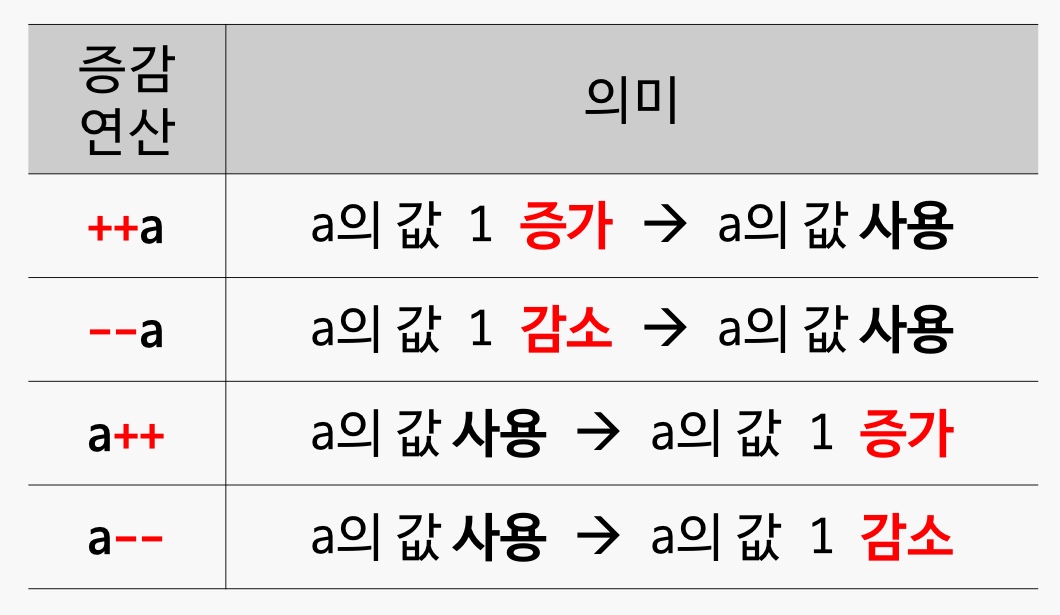 증감
연산
의미
++a
a의 값 1 증가 → a의 값 사용
--a
a의 값 1 감소 → a의 값 사용
a++
a의 값 사용 → a의 값 1 증가
a--
a의 값 사용 → a의 값 1 감소